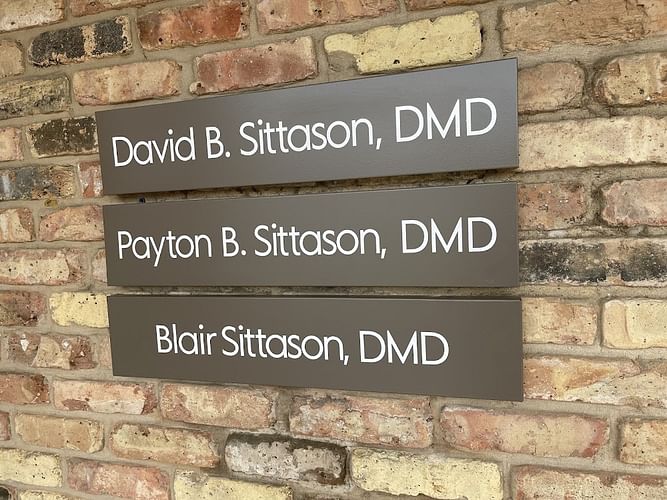 David B. Sittason, DMD
Payton B. Sittason, DMD
Blair Sittason, DMD